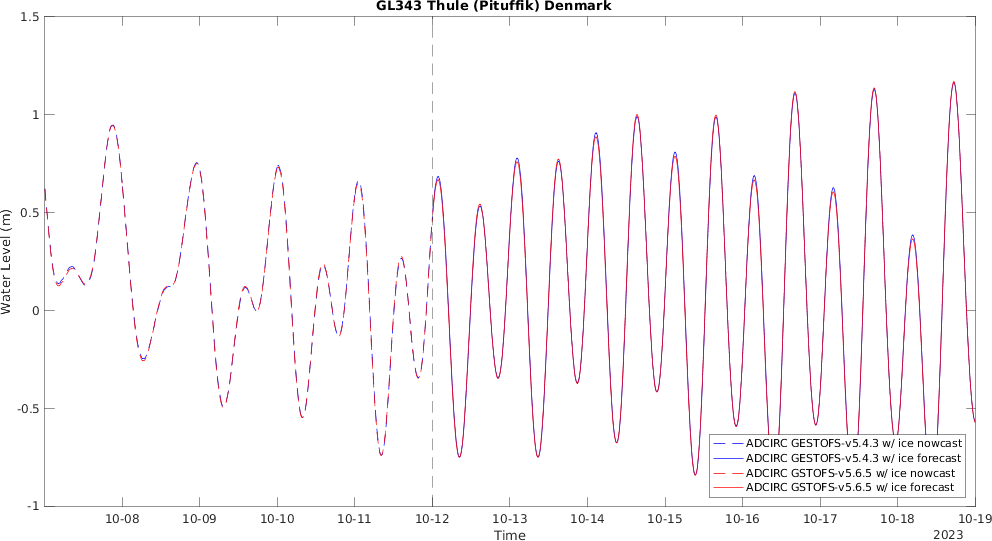 GL343 Thule (Pituffik) Denmark
1.5
1
0.5
0
-0.5
-1
Water Level (m)
10-08 10-09 10-10 10-11 10-12 10-13 10-14 10-15 10-16 10-17 10-18 10-19
Time
2023
ADCIRC GESTOFS-v5.4.3 w/ ice nowcast
ADCIRC GESTOFS-v5.4.3 w/ ice forecast
ADCIRC GSTOFS-v5.6.5 w/ ice nowcast
ADCIRC GSTOFS-v5.6.5 w/ ice forecast